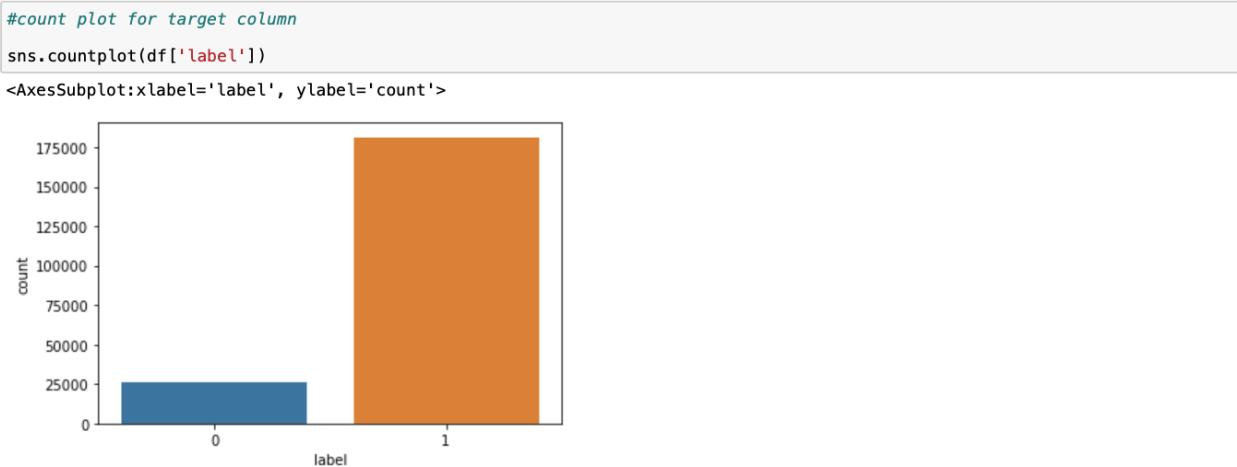 #count plot for target column
sns.countplot(df['label'])
<AxesSubplot:xlabel='label', ylabel='count'>
175000
150000
125000
100000
75000
50000
25000
0
count
0 1
label